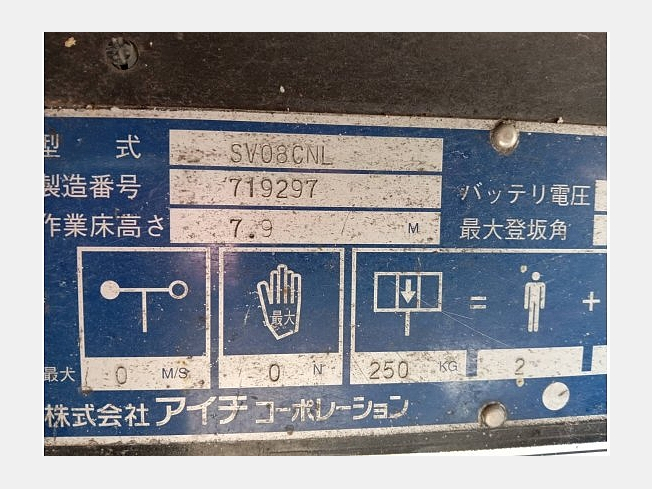 型式 SV08CNL
製造番号 719297 バッテリ電圧
作業床高さ 7.9 M 最大登坂角
最大
= +
最大 0 M/S 0 N 250 KG 2
株式会社 アイチコーポレーション